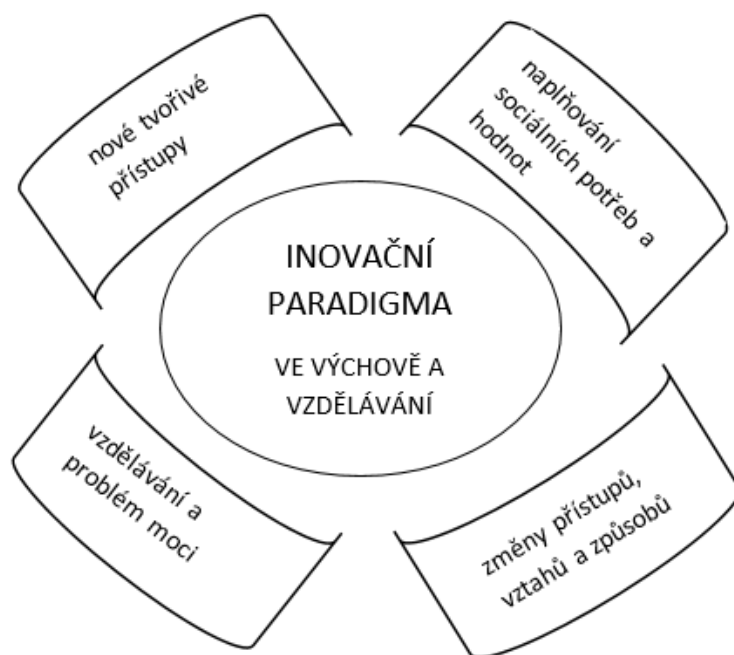 nové tvořivé
přístupy
naplňování
sociálních potřeb a
hodnot
INOVAČNÍ
PARADIGMA
VE VÝCHOVĚ A
VZDĚLÁVÁNÍ
vzdělávání a
problém moci
změny přístupů,
vztahů a způsobů